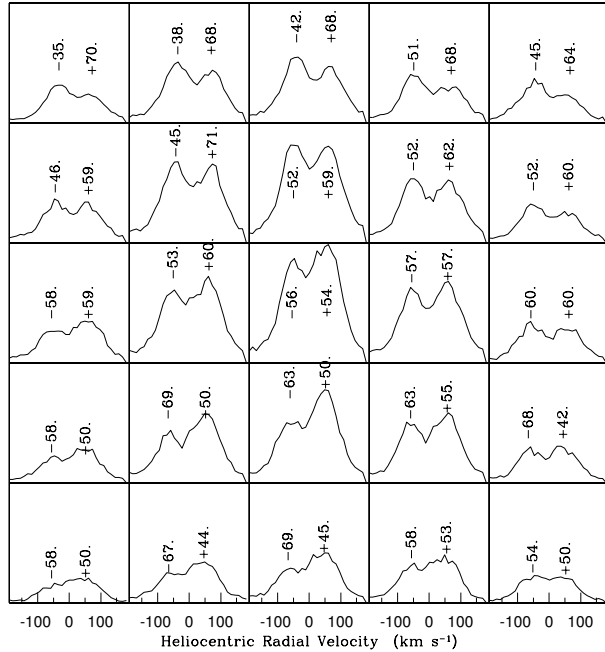 −35. +70. −38. +68. −42. +68. −51. +68. −45. +64.
−46. +59. −45. +71. −52. +59. −52. +62. −52. +60.
−58. +59. −53. +60. −56. +54. −57. +57. −60. +60.
−58. +50. −69. +50. −63. +50. −63. +55. −68. +42.
−58. +50. −67. +44. −69. +45. −58. +53. −54. +50.
-100 0 100 -100 0 100 -100 0 100 -100 0 100 -100 0 100
Heliocentric Radial Velocity (km s⁻¹)